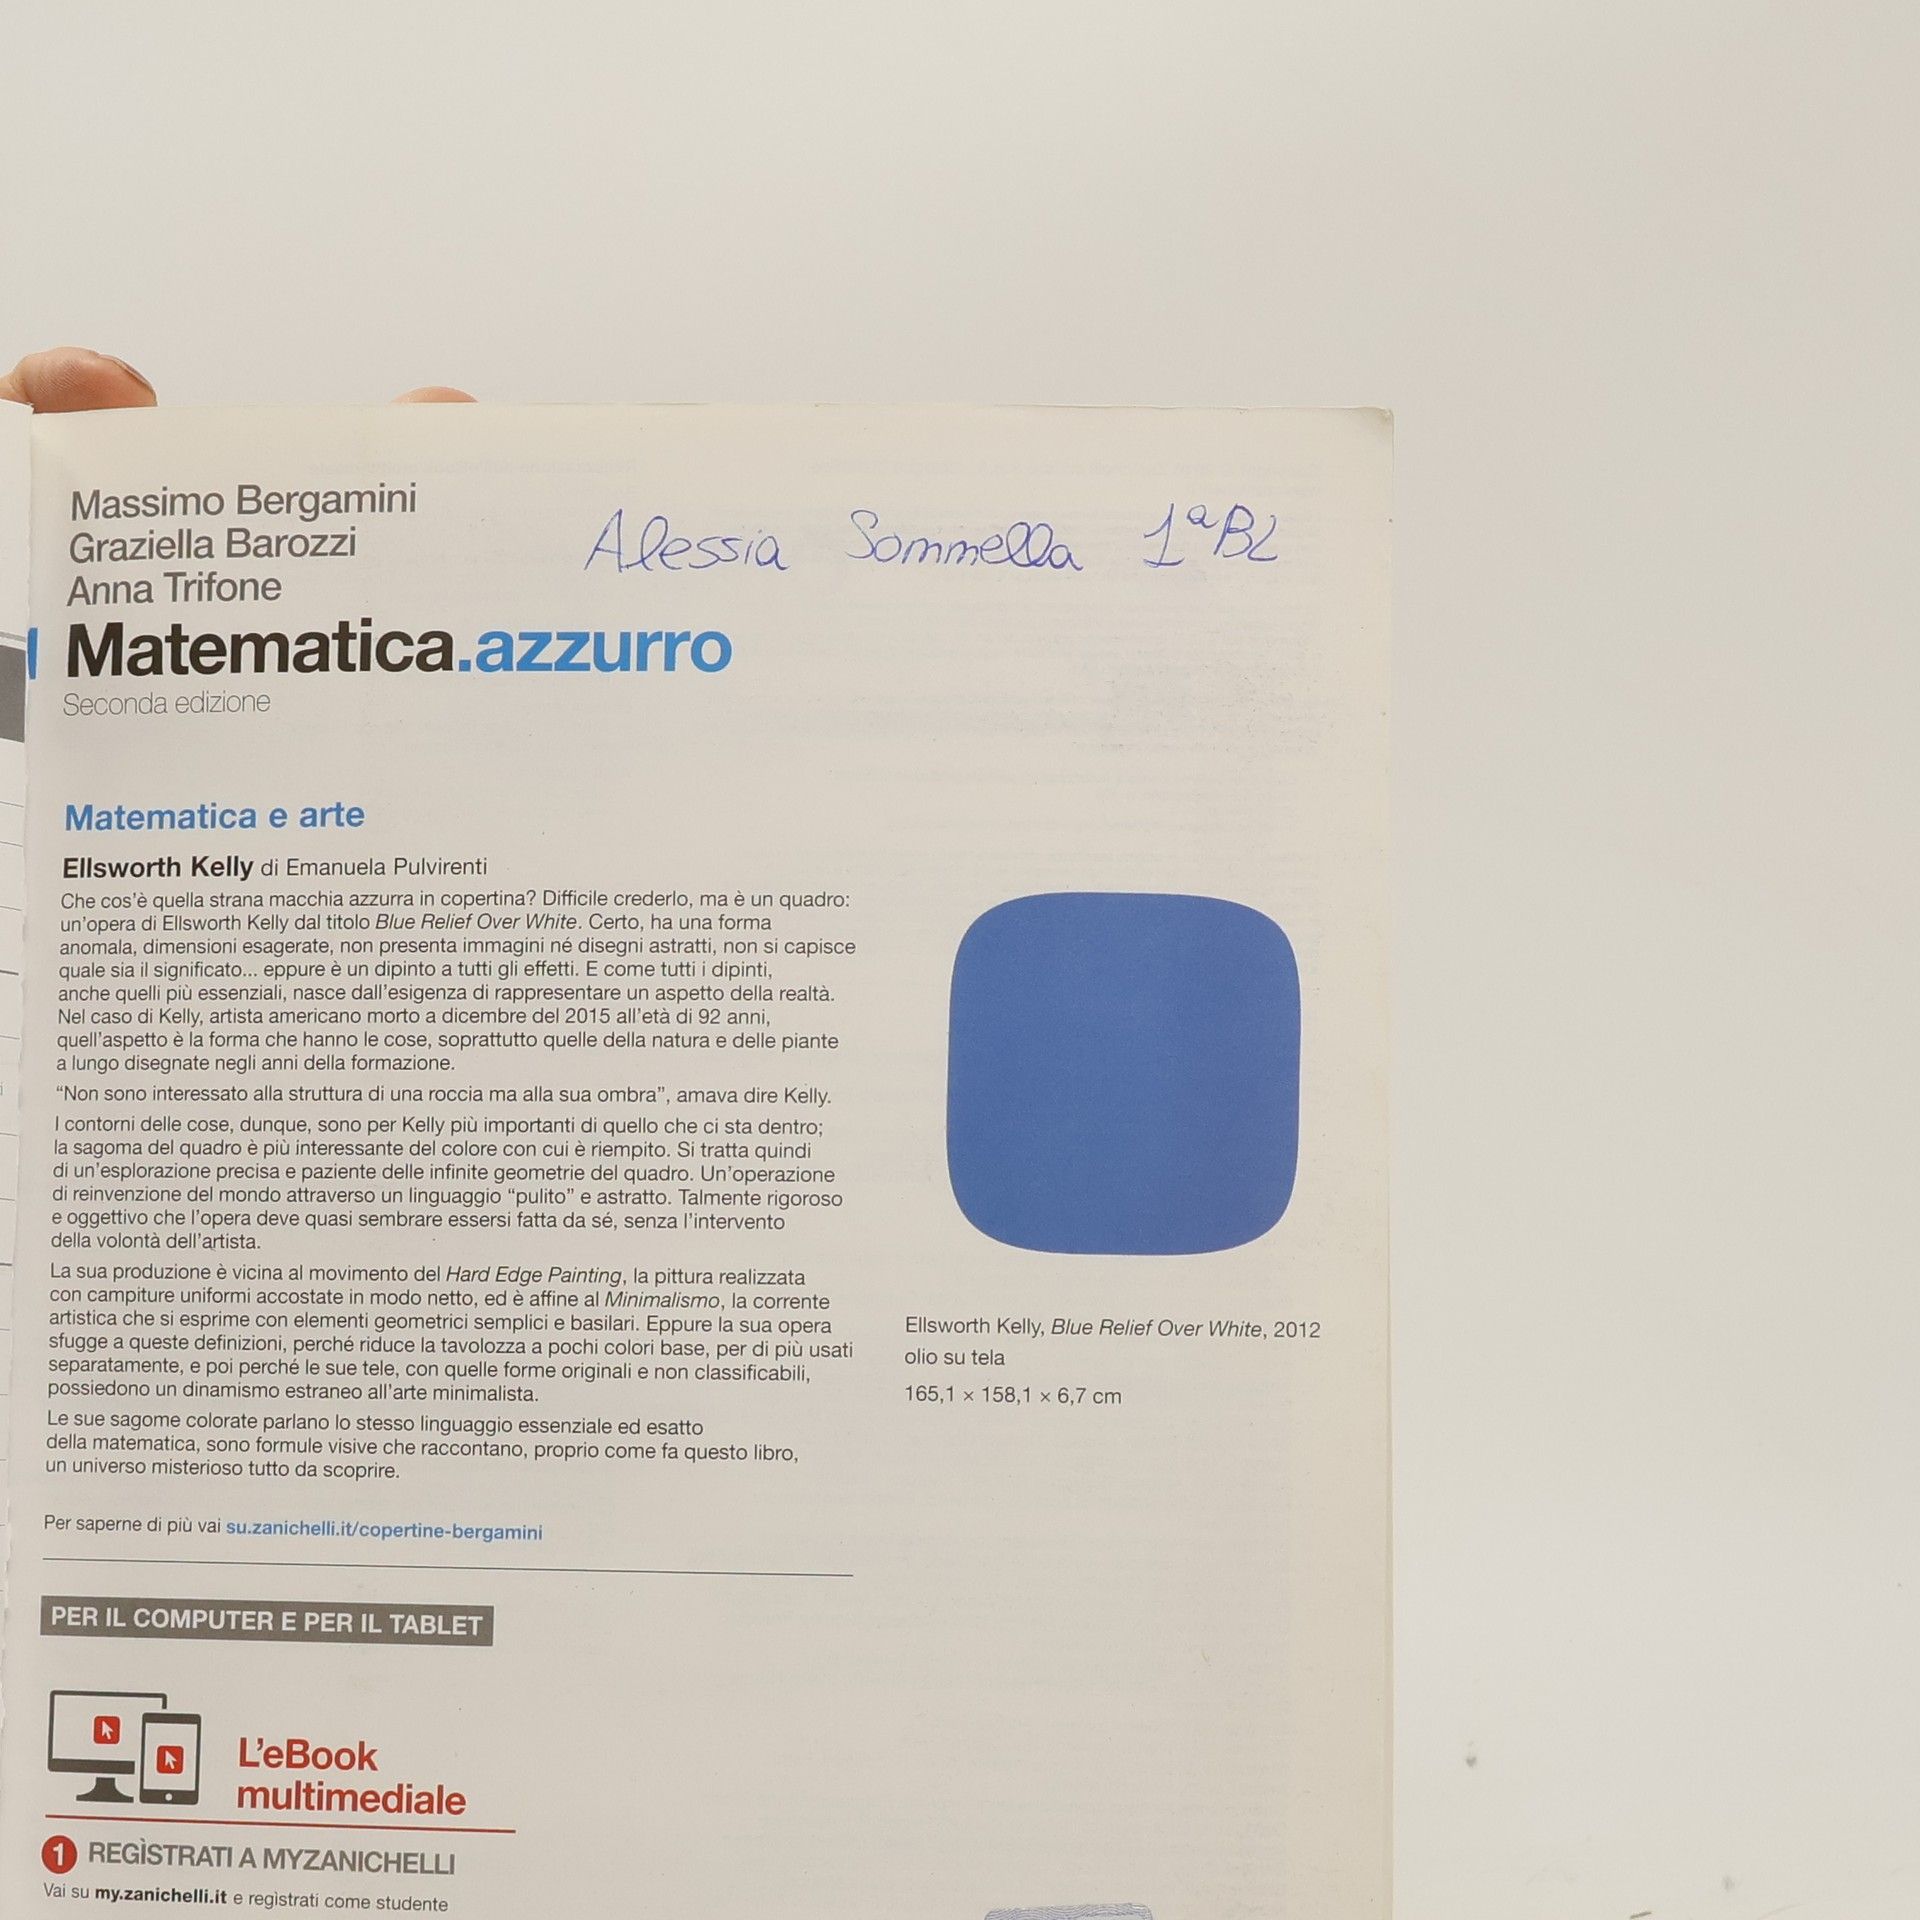 Massimo Bergamini
Graziella Barozzi
Anna Trifone
Alessia Sommella 1ªBL
Matematica.azzurro
Seconda edizione
Matematica e arte
Ellsworth Kelly di Emanuela Pulvirenti
Che cos'è quella strana macchia azzurra in copertina? Difficile crederlo, ma è un quadro:
un'opera di Ellsworth Kelly dal titolo Blue Relief Over White. Certo, ha una forma
anomala, dimensioni esagerate, non presenta immagini né disegni astratti, non si capisce
quale sia il significato... eppure è un dipinto a tutti gli effetti. E come tutti i dipinti,
anche quelli più essenziali, nasce dall'esigenza di rappresentare un aspetto della realtà.
Nel caso di Kelly, artista americano morto a dicembre del 2015 all'età di 92 anni,
quell'aspetto è la forma che hanno le cose, soprattutto quelle della natura e delle piante
a lungo disegnate negli anni della formazione.
“Non sono interessato alla struttura di una roccia ma alla sua ombra”, amava dire Kelly.
I contorni delle cose, dunque, sono per Kelly più importanti di quello che ci sta dentro;
la sagoma del quadro è più interessante del colore con cui è riempito. Si tratta quindi
di un'esplorazione precisa e paziente delle infinite geometrie del quadro. Un'operazione
di reinvenzione del mondo attraverso un linguaggio “pulito” e astratto. Talmente rigoroso
e oggettivo che l'opera deve quasi sembrare essersi fatta da sé, senza l'intervento
della volontà dell'artista.
La sua produzione è vicina al movimento del Hard Edge Painting, la pittura realizzata
con campiture uniformi accostate in modo netto, ed è affine al Minimalismo, la corrente
artistica che si esprime con elementi geometrici semplici e basilari. Eppure la sua opera
sfugge a queste definizioni, perché riduce la tavolozza a pochi colori base, per di più usati
separatamente, e poi perché le sue tele, con quelle forme originali e non classificabili,
possiedono un dinamismo estraneo all'arte minimalista.
Le sue sagome colorate parlano lo stesso linguaggio essenziale ed esatto
della matematica, sono formule visive che raccontano, proprio come fa questo libro,
un universo misterioso tutto da scoprire.
Per saperne di più vai su.zanichelli.it/copertine-bergamini
Ellsworth Kelly, Blue Relief Over White, 2012
olio su tela
165,1 × 158,1 × 6,7 cm
PER IL COMPUTER E PER IL TABLET
L'eBook
multimediale
1 REGÌSTRATI A MYZANICHELLI
Vai su my.zanichelli.it e registrati come studente